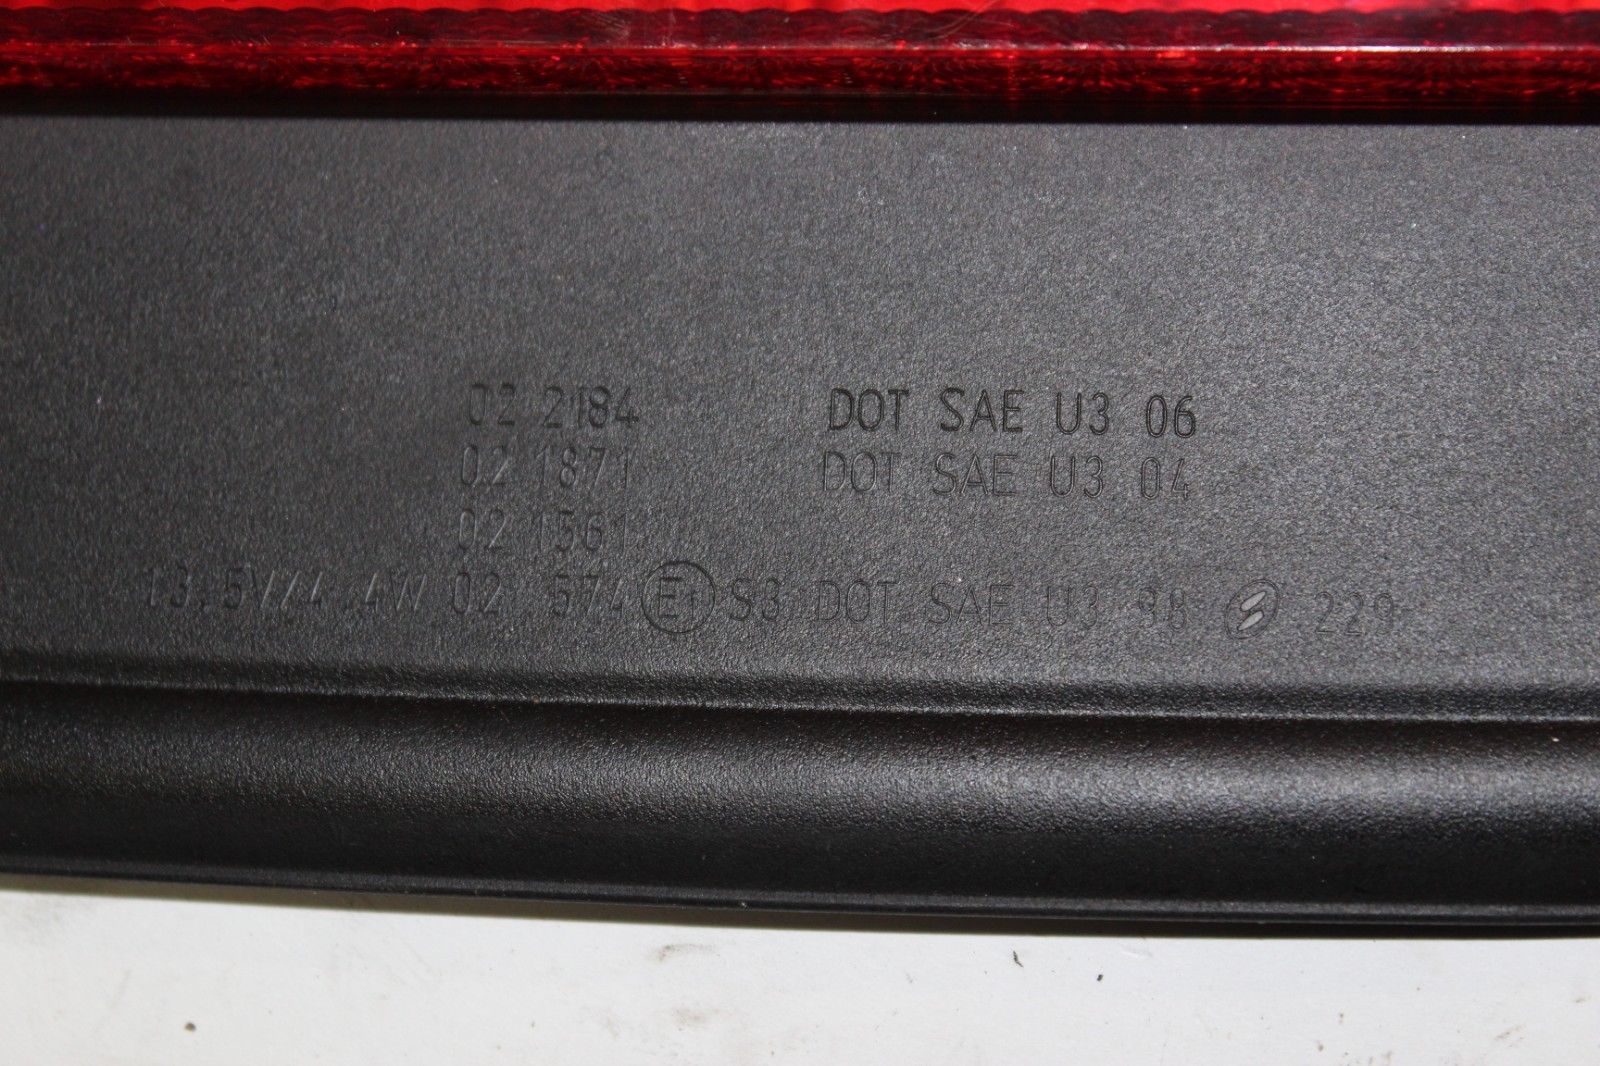 02 2184 DOT SAE U3 06
02 1871 DOT SAE U3 04
02 1561
13.5V/4.4W 02 574 E1 S3 DOT SAE U3 98 229